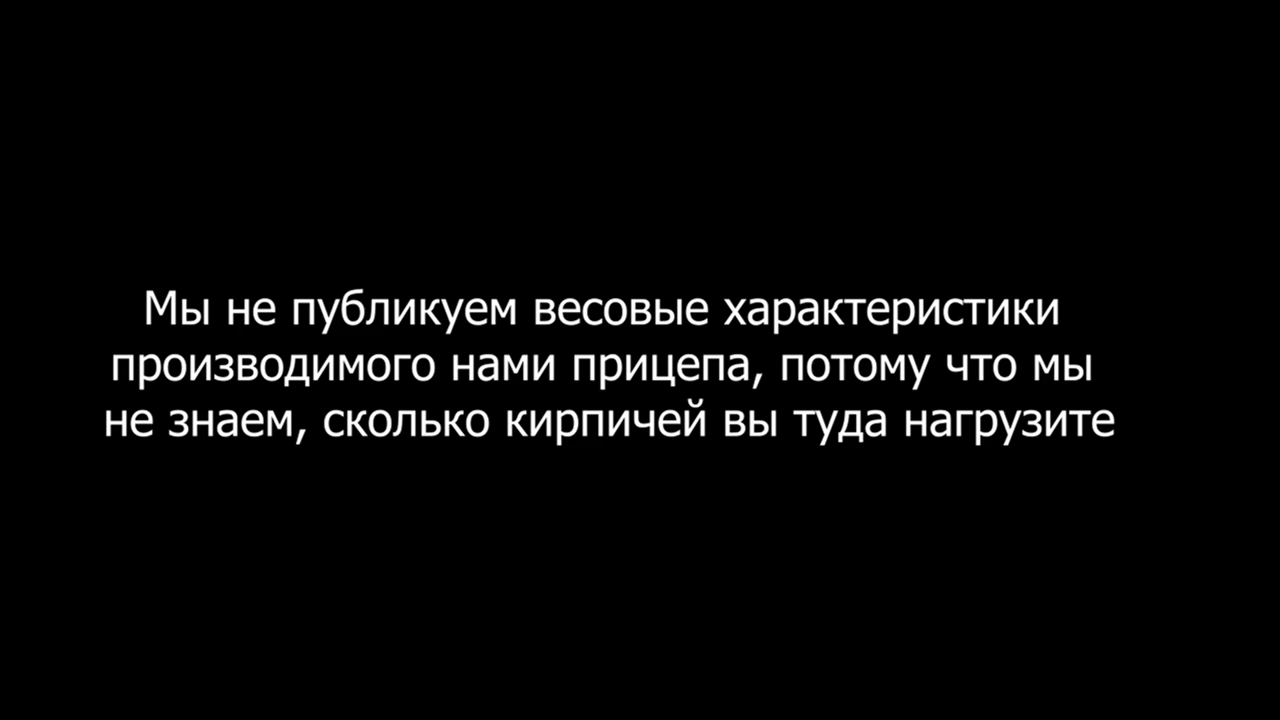 Мы не публикуем весовые характеристики
производимого нами прицепа, потому что мы
не знаем, сколько кирпичей вы туда нагрузите